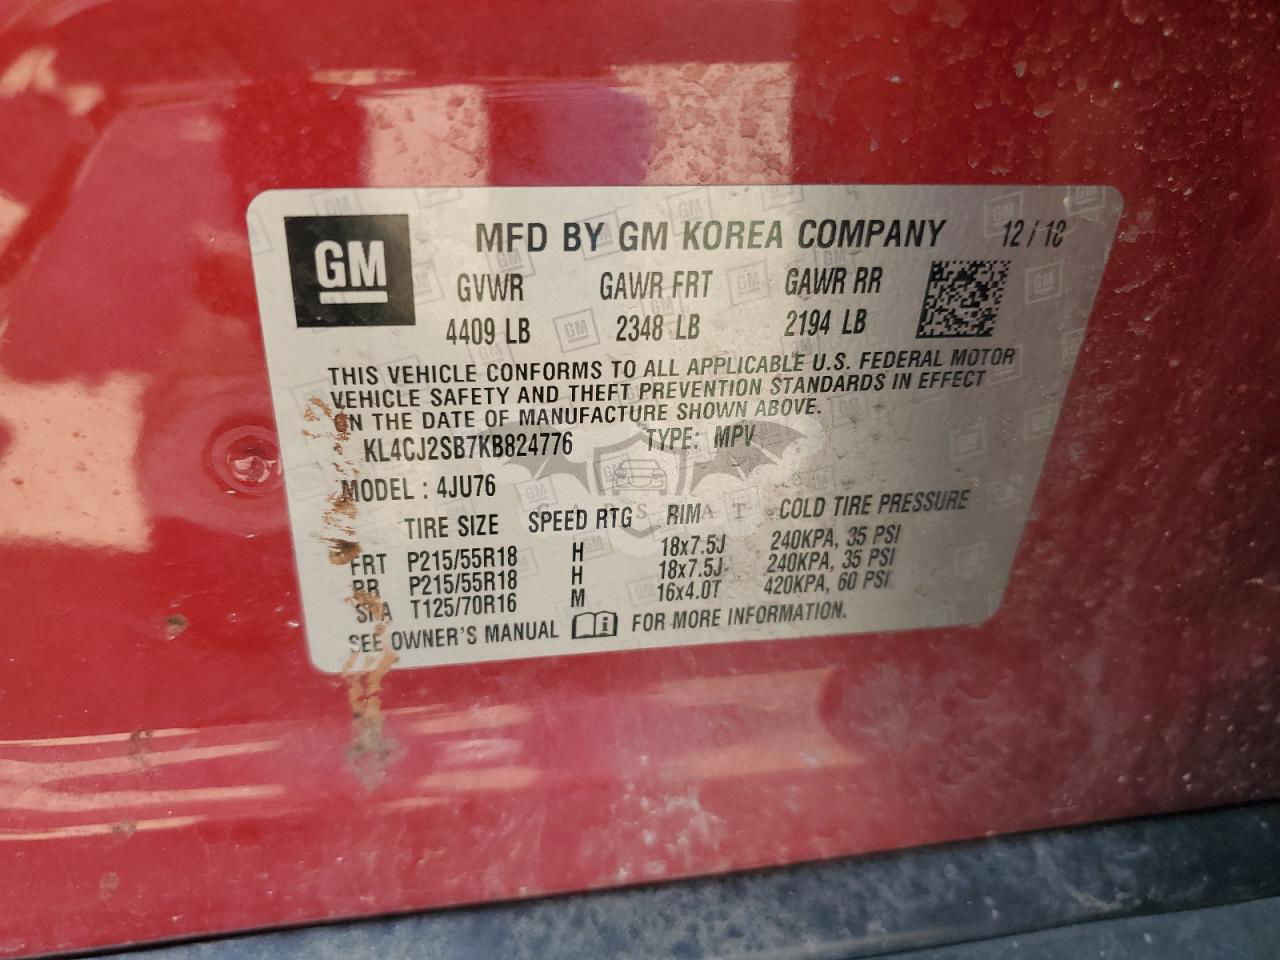 GM
MFD BY GM KOREA COMPANY 12/18
GVWR GAWR FRT GAWR RR
4409 LB 2348 LB 2194 LB
THIS VEHICLE CONFORMS TO ALL APPLICABLE U.S. FEDERAL MOTOR
VEHICLE SAFETY AND THEFT PREVENTION STANDARDS IN EFFECT
ON THE DATE OF MANUFACTURE SHOWN ABOVE.
KL4CJ2SB7KB824776 TYPE: MPV
MODEL : 4JU76
TIRE SIZE SPEED RTG RIM COLD TIRE PRESSURE
FRT P215/55R18 H 18x7.5J 240KPA, 35 PSI
RR P215/55R18 H 18x7.5J 240KPA, 35 PSI
SPA T125/70R16 M 16x4.0T 420KPA, 60 PSI
SEE OWNER'S MANUAL i FOR MORE INFORMATION.